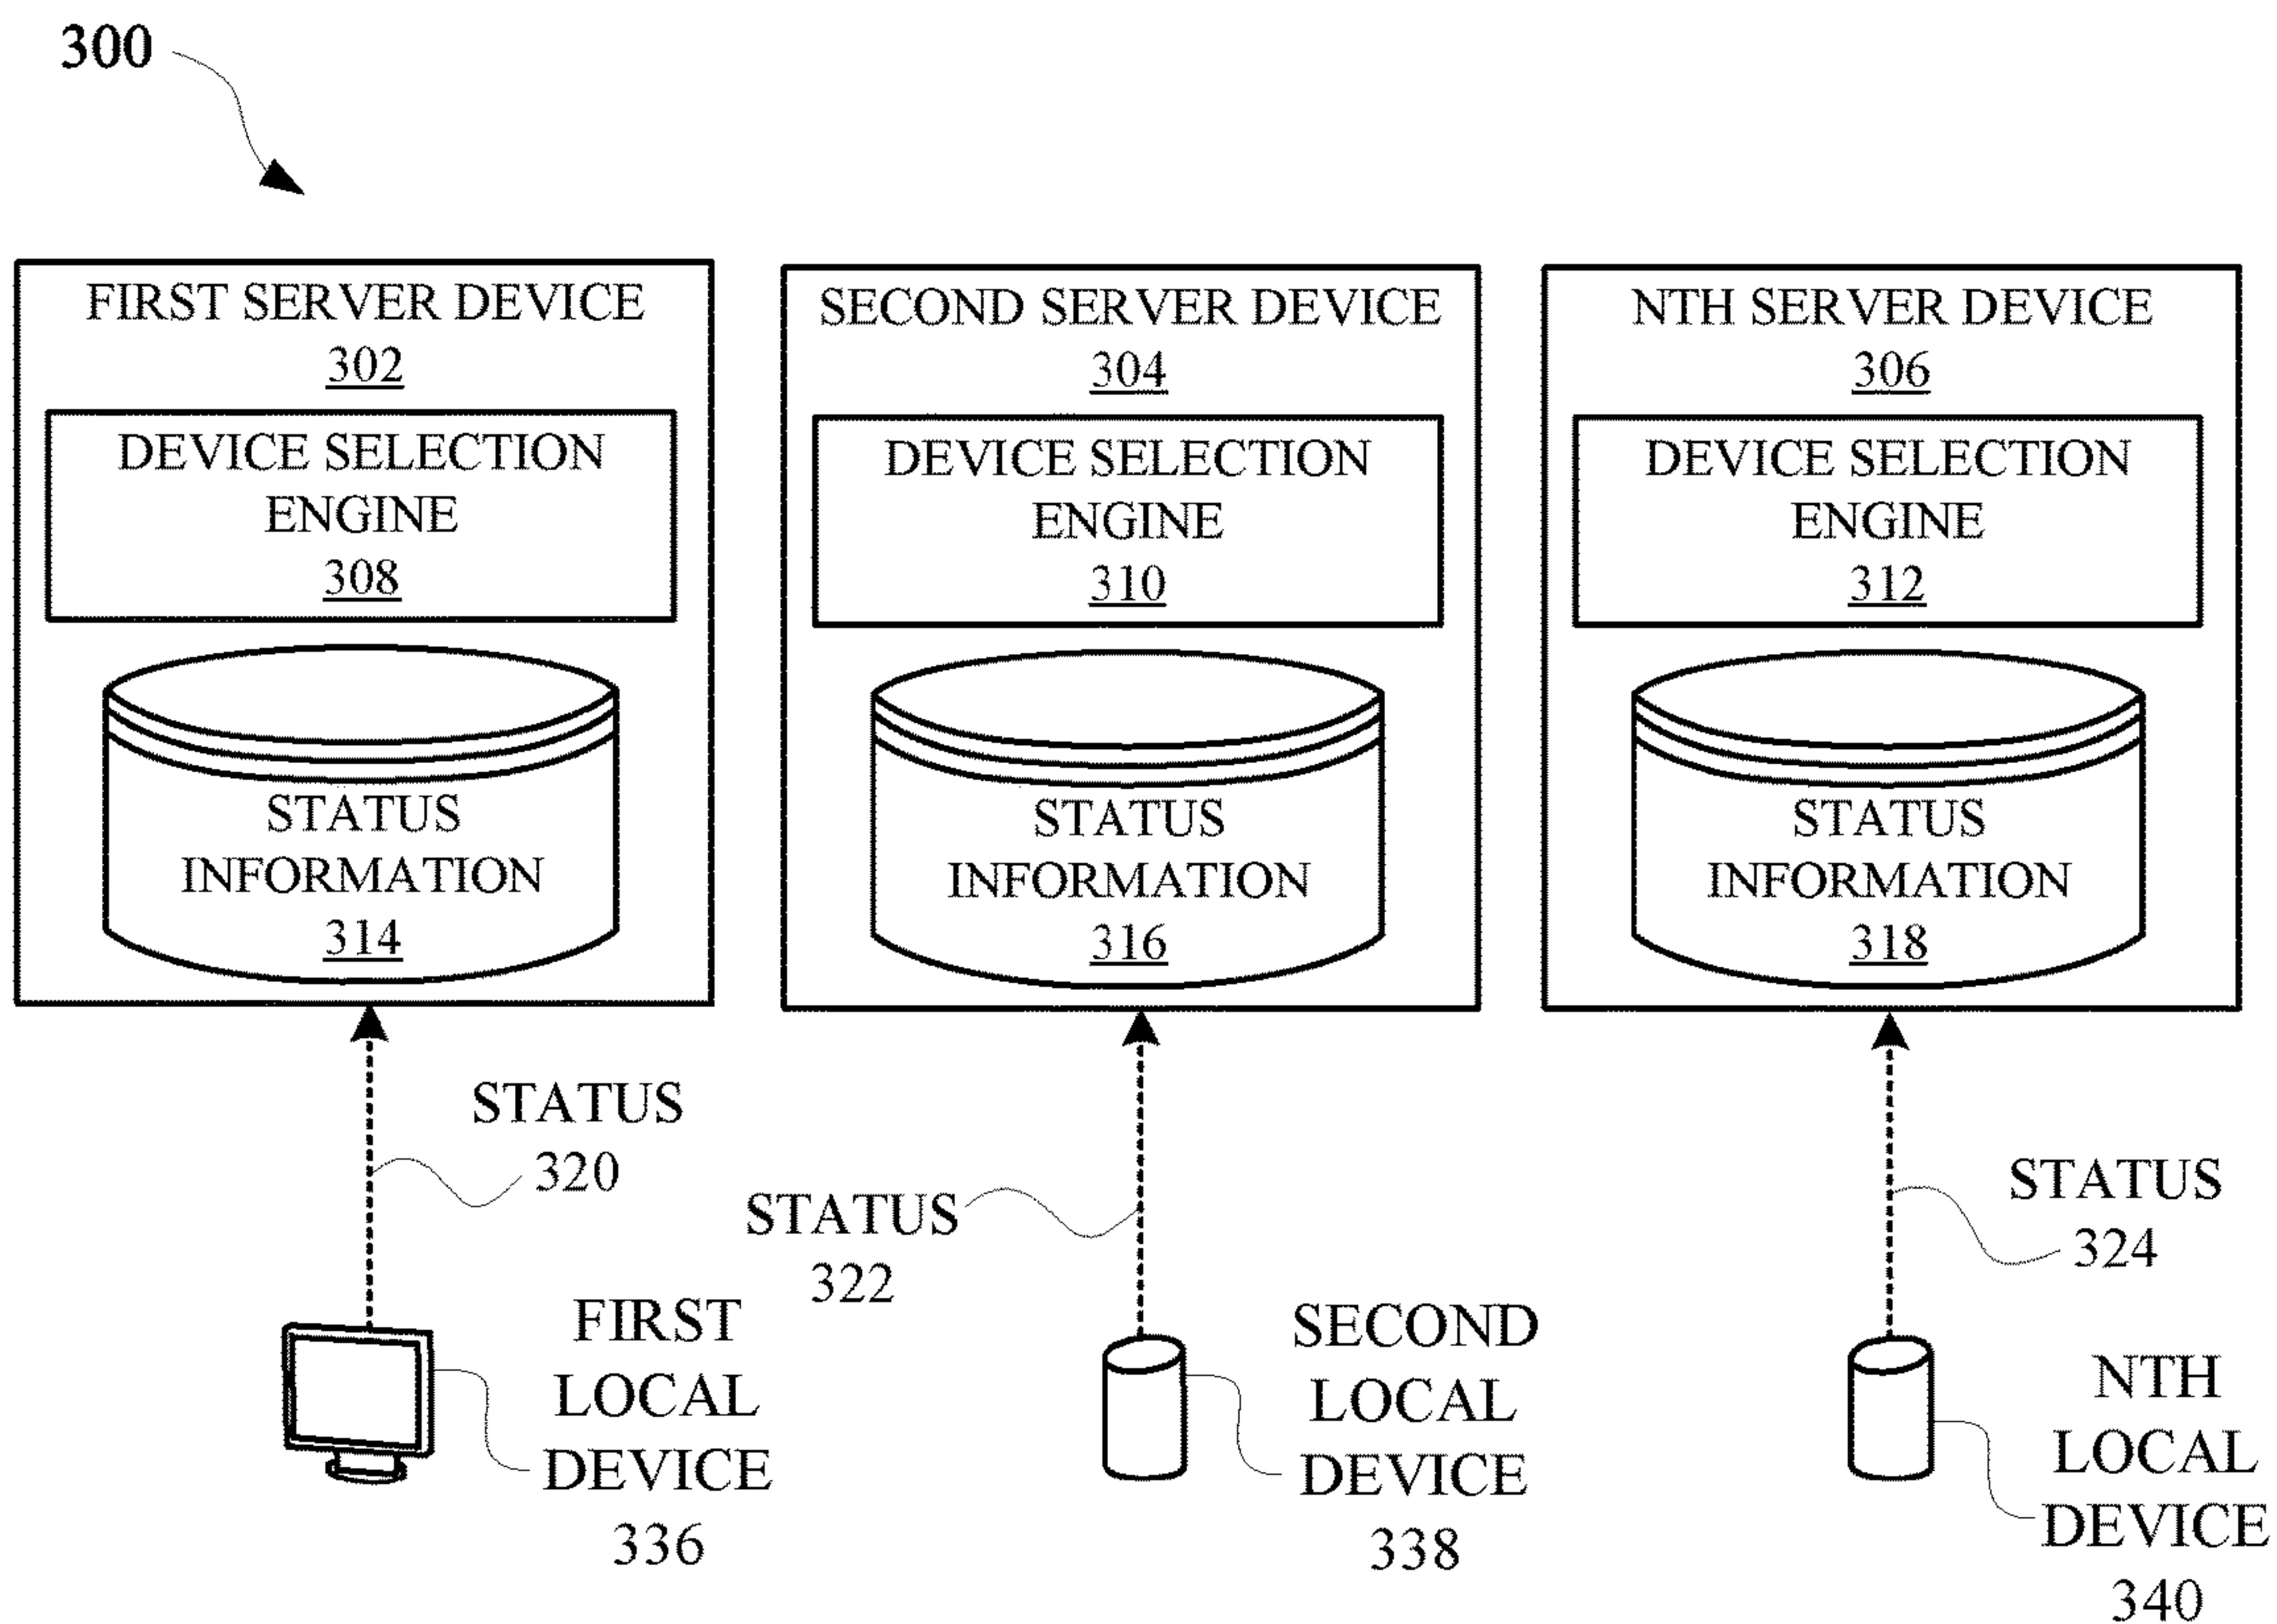 300
FIRST SERVER DEVICE
302
DEVICE SELECTION
ENGINE
308
STATUS
INFORMATION
314
SECOND SERVER DEVICE
304
DEVICE SELECTION
ENGINE
310
STATUS
INFORMATION
316
NTH SERVER DEVICE
306
DEVICE SELECTION
ENGINE
312
STATUS
INFORMATION
318
STATUS
320
STATUS
322
STATUS
324
FIRST
LOCAL
DEVICE
336
SECOND
LOCAL
DEVICE
338
NTH
LOCAL
DEVICE
340